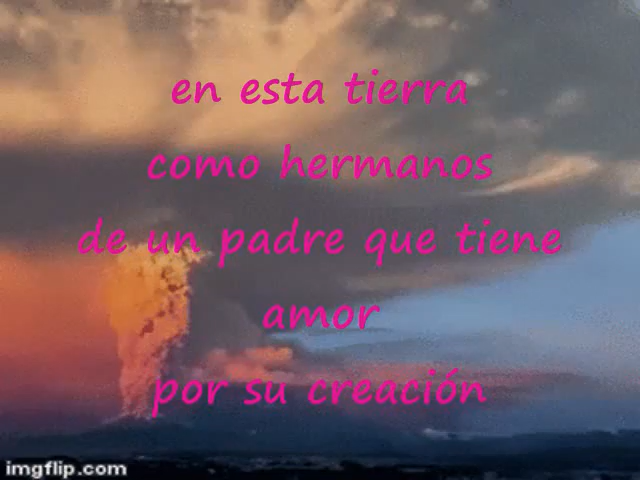 en esta tierra
como hermanos
de un padre que tiene
amor
por su creación
imgflip.com